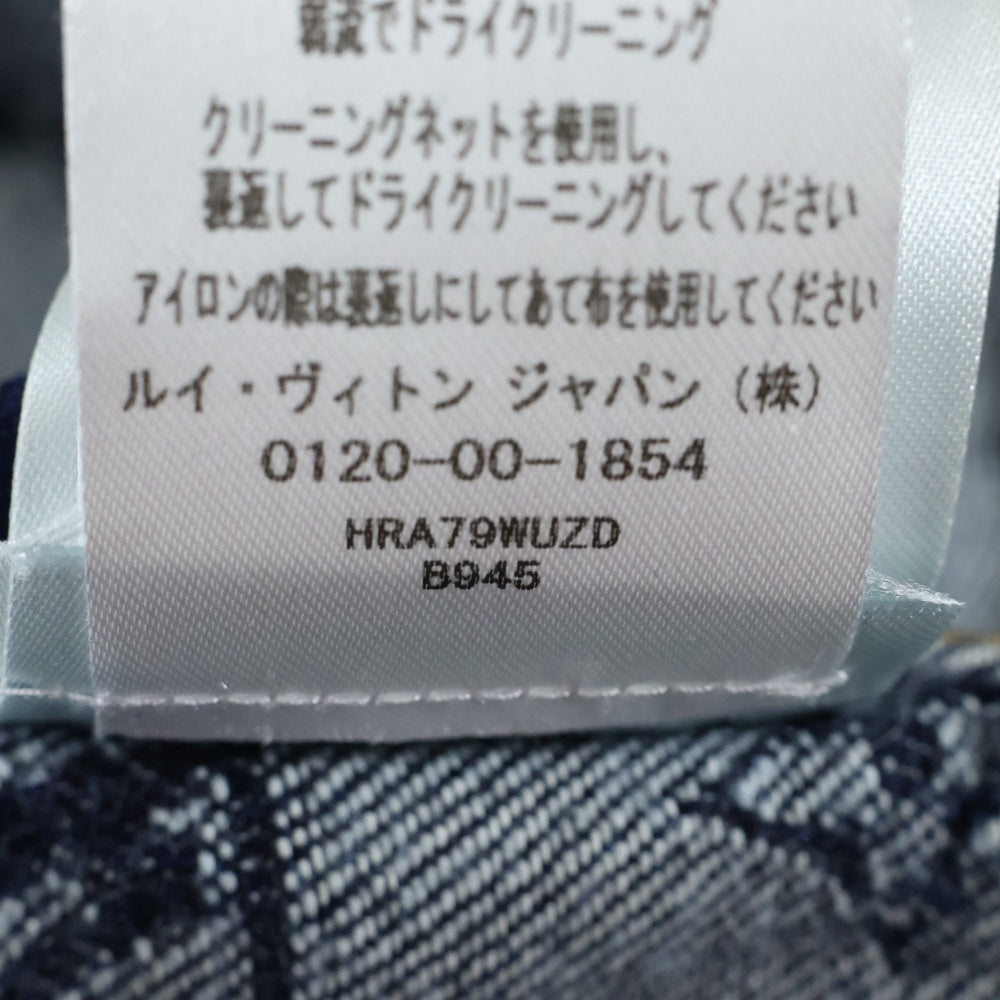 弱流でドライクリーニング
クリーニングネットを使用し、
裏返してドライクリーニングしてください
アイロンの際は裏返しにしてあて布を使用してください
ルイ・ヴィトン ジャパン (株)
0120-00-1854
HRA79WUZD
B945